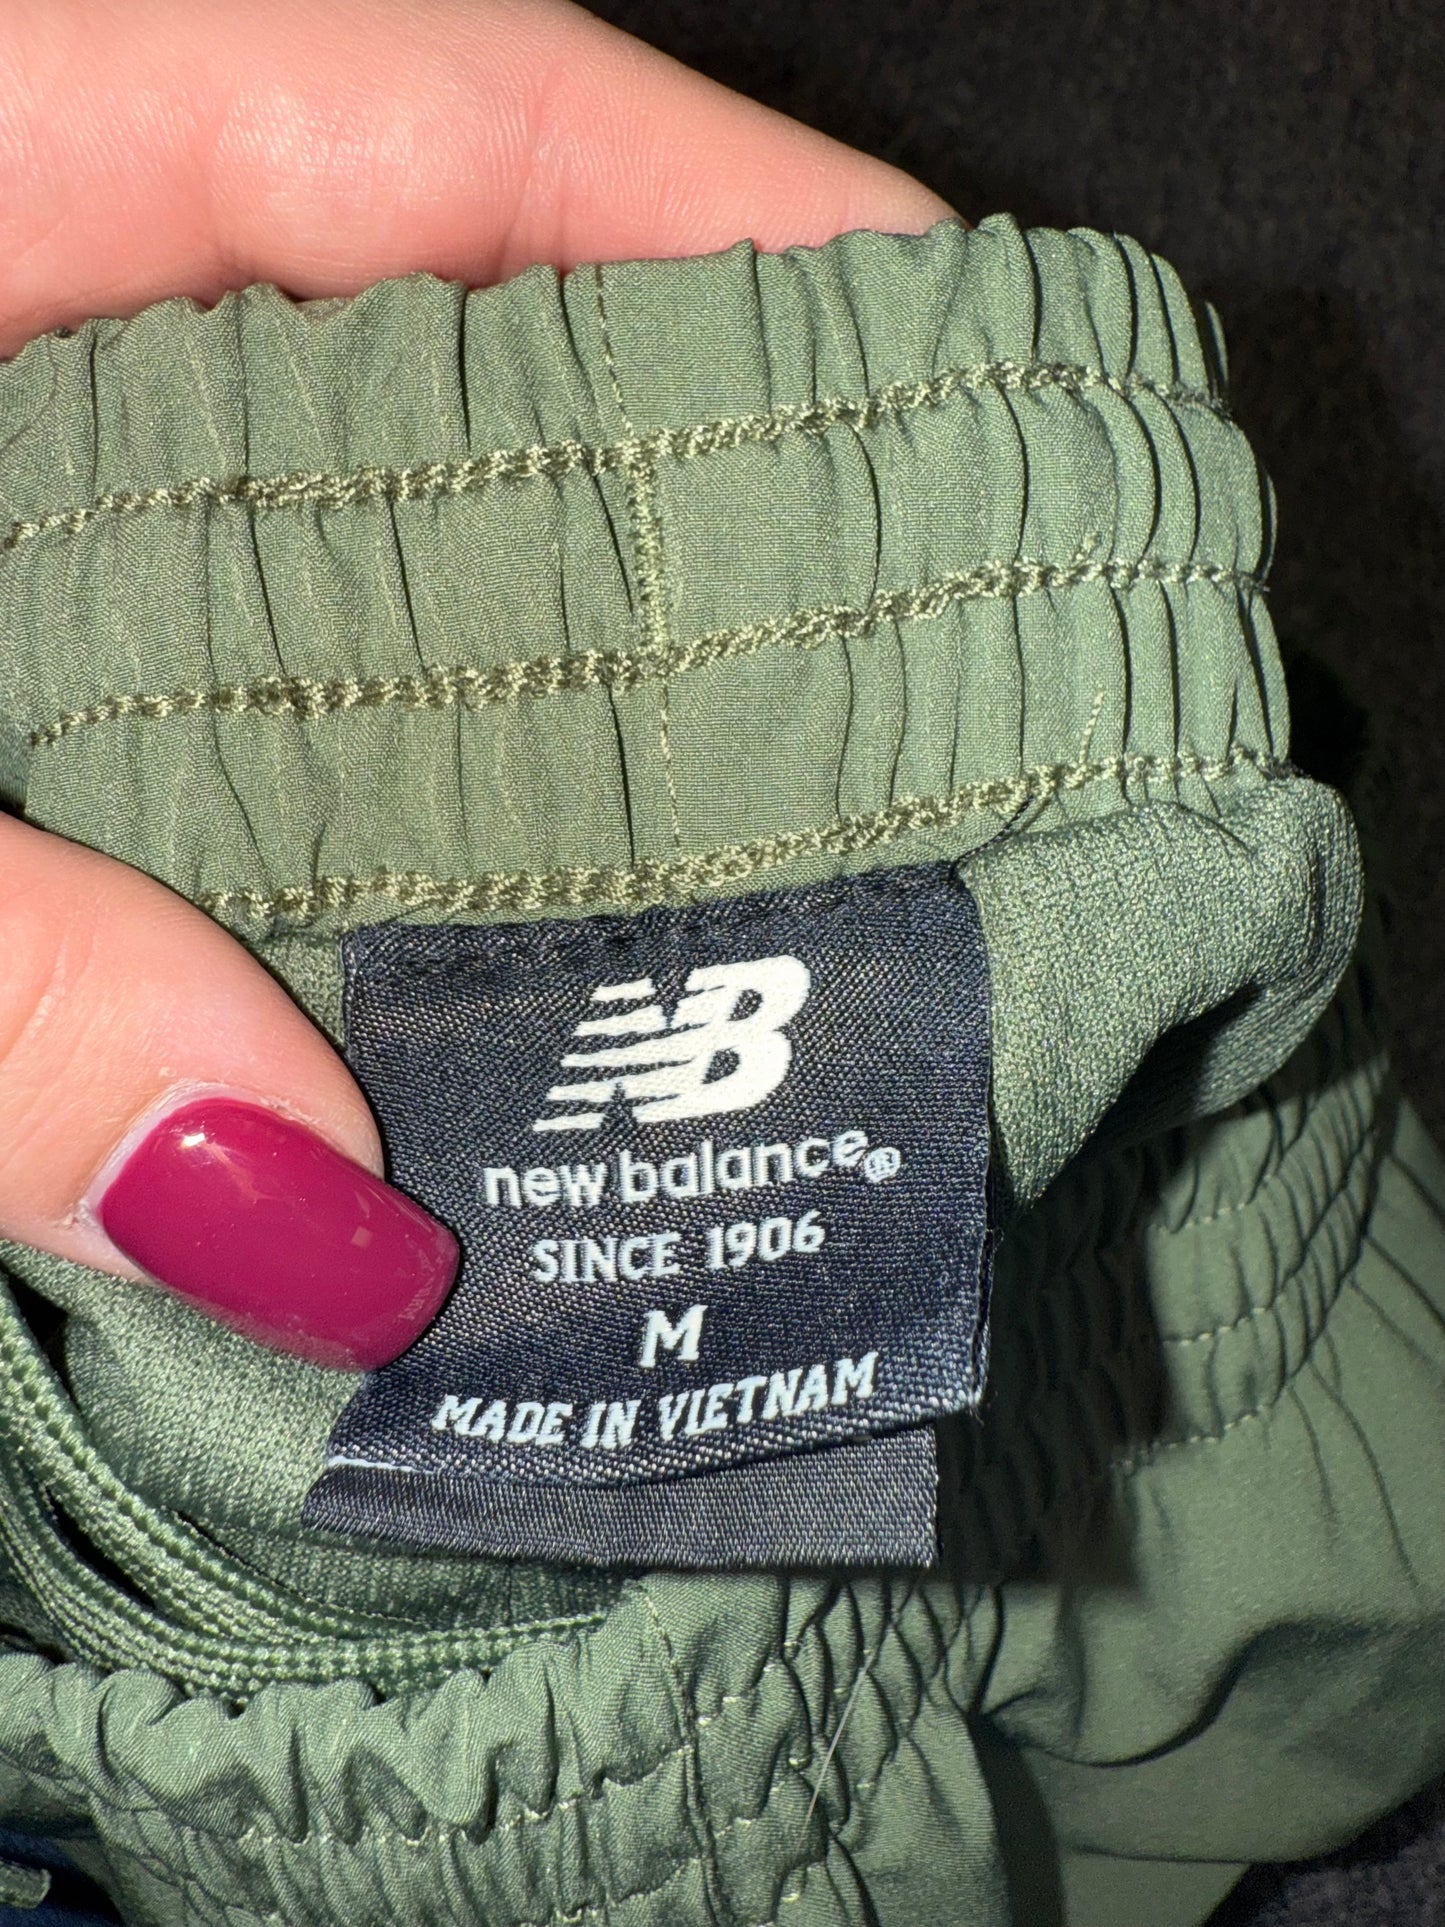 NB
new balance®
SINCE 1906
M
MADE IN VIETNAM